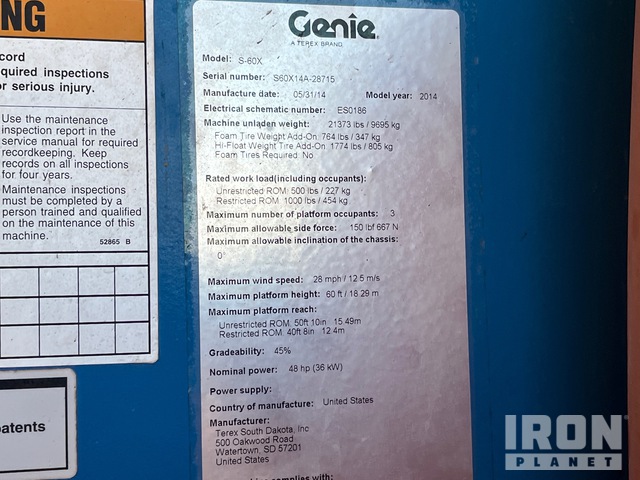 NG
cord
quired inspections
or serious injury.
Use the maintenance
inspection report in the
service manual for required
recordkeeping. Keep
records on all inspections
for four years.
Maintenance inspections
must be completed by a
person trained and qualified
on the maintenance of this
machine.
52865 B
atents
Genie
A TEREX BRAND
Model: S-60X
Serial number: S60X14A-28715
Manufacture date: 05/31/14 Model year: 2014
Electrical schematic number: ES0186
Machine unladen weight: 21373 lbs / 9695 kg
Foam Tire Weight Add-On: 764 lbs / 347 kg
Hi-Float Weight Tire Add-On: 1774 lbs / 805 kg
Foam Tires Required: No
Rated work load(including occupants):
Unrestricted ROM: 500 lbs / 227 kg
Restricted ROM: 1000 lbs / 454 kg
Maximum number of platform occupants: 3
Maximum allowable side force: 150 lbf 667 N
Maximum allowable inclination of the chassis:
0°
Maximum wind speed: 28 mph / 12.5 m/s
Maximum platform height: 60 ft / 18.29 m
Maximum platform reach:
Unrestricted ROM: 50ft 10in 15.49m
Restricted ROM: 40ft 8in 12.4m
Gradeability: 45%
Nominal power: 48 hp (36 kW)
Power supply:
Country of manufacture: United States
Manufacturer:
Terex South Dakota, Inc
500 Oakwood Road
Watertown, SD 57201
United States
complies with:
IRON
PLANET